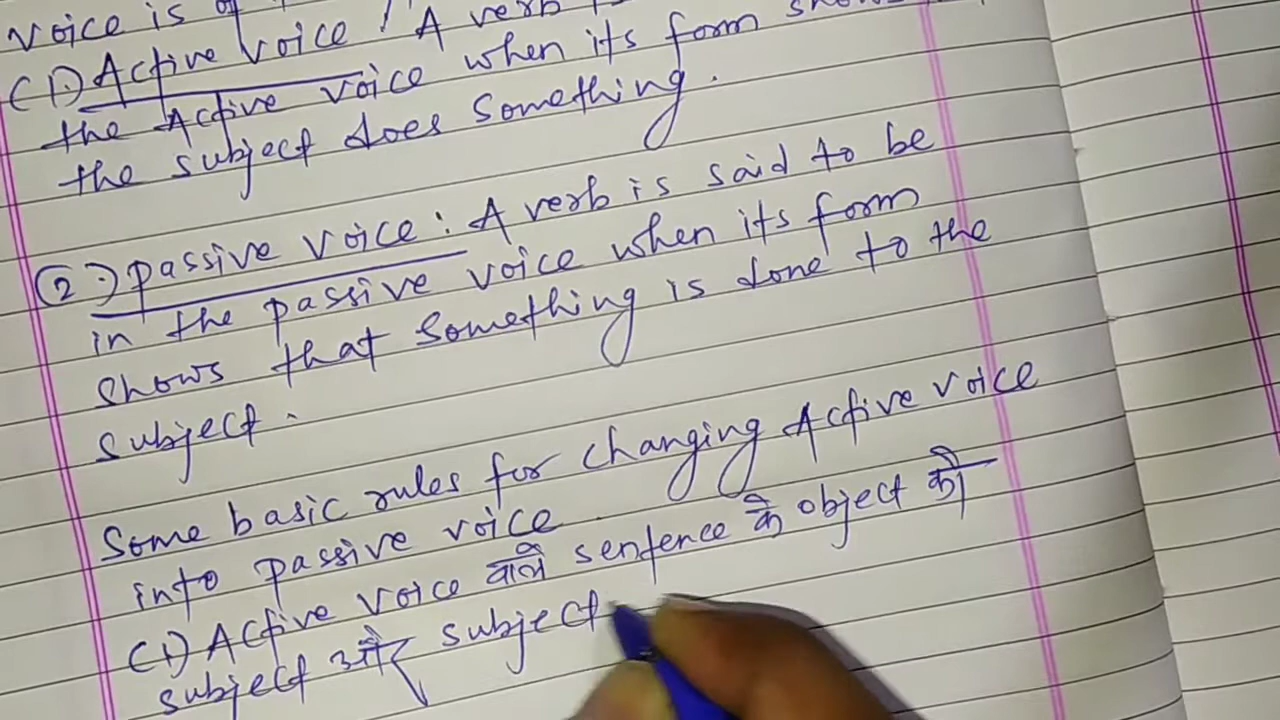 voice is of
(1) Active voice / A verb
the Active voice when its form
the subject does something.
(2) passive voice : A verb is said to be
in the passive voice when its form
shows that something is done to the
subject.
Some basic rules for changing Active voice
into passive voice
(1) Active voice वाले sentence के object को
subject और subject